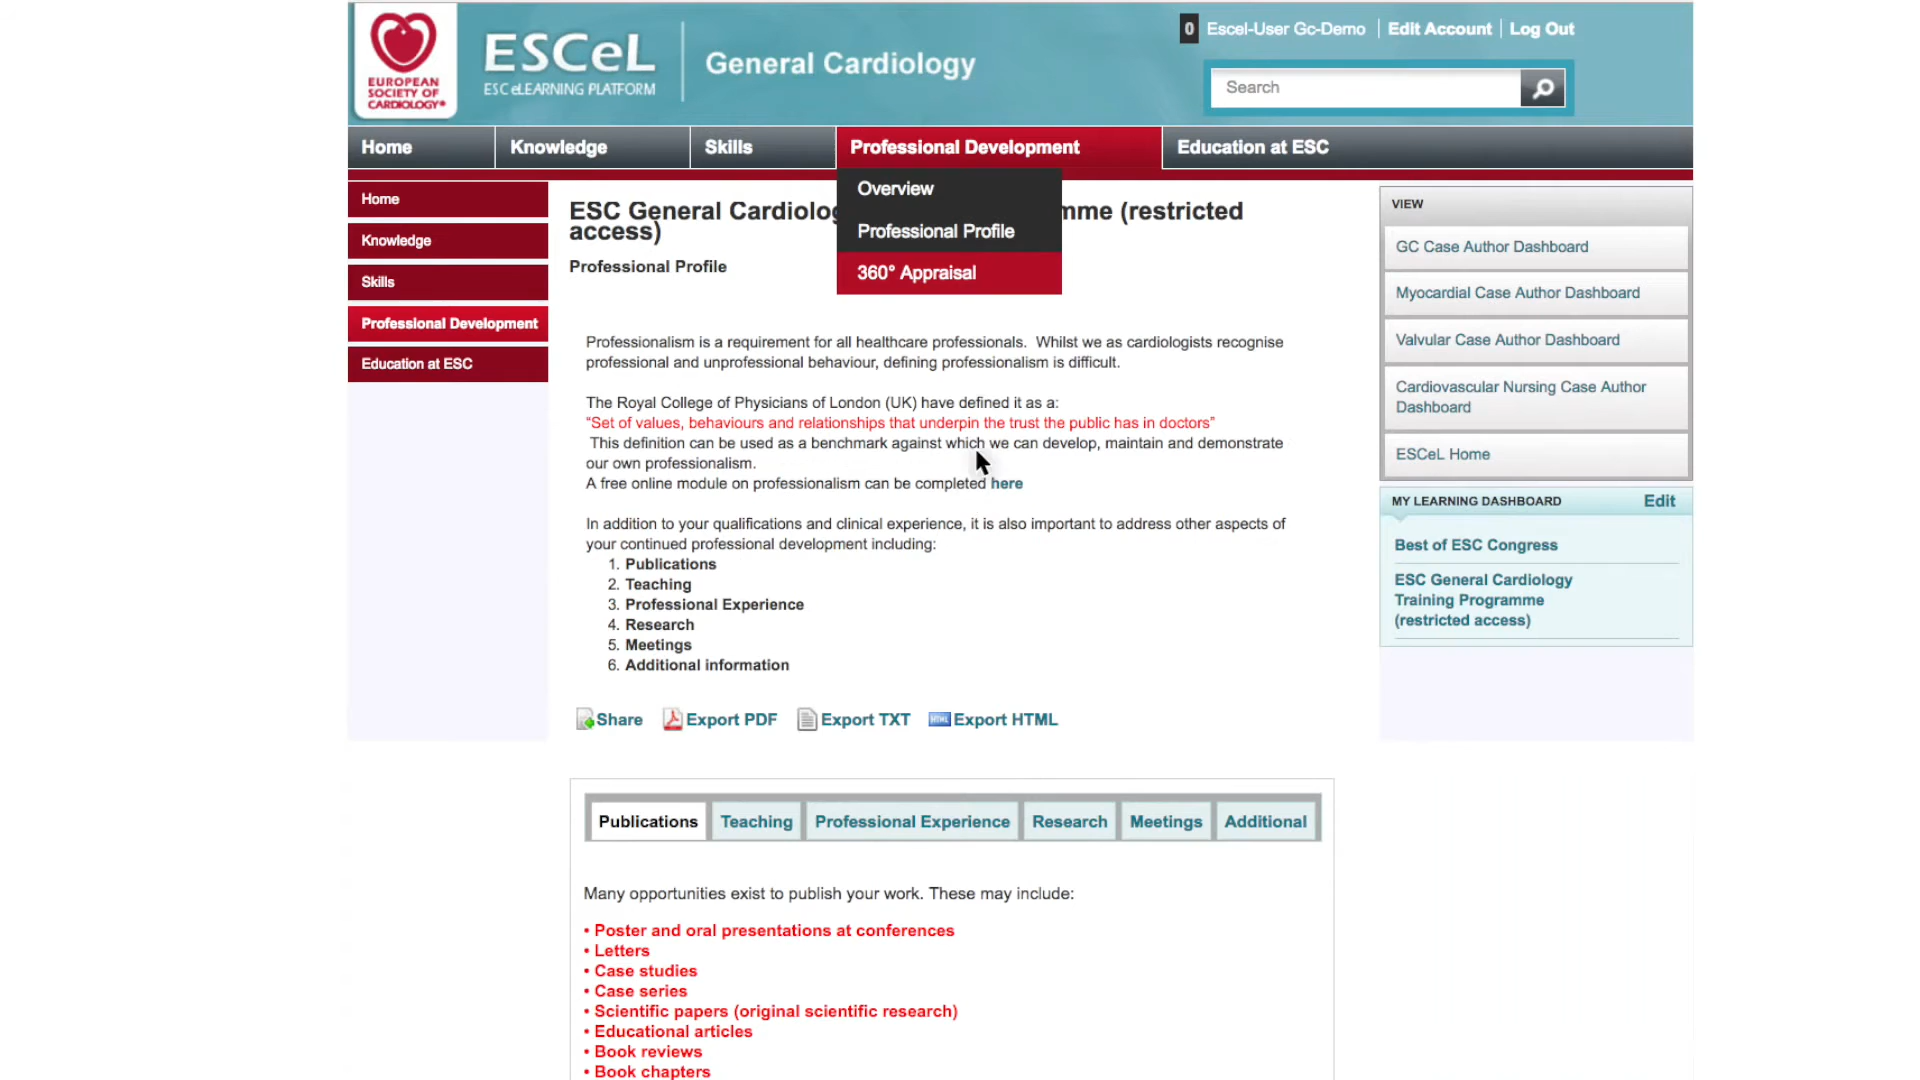 EUROPEAN
SOCIETY OF
CARDIOLOGY®
ESCeL
ESC eLEARNING PLATFORM
General Cardiology
0 Escel-User Gc-Demo Edit Account Log Out
Search
Home Knowledge Skills Professional Development Education at ESC
Overview
Professional Profile
360° Appraisal
Home
Knowledge
Skills
Professional Development
Education at ESC
ESC General Cardiolog mme (restricted
access)
Professional Profile
Professionalism is a requirement for all healthcare professionals. Whilst we as cardiologists recognise
professional and unprofessional behaviour, defining professionalism is difficult.
The Royal College of Physicians of London (UK) have defined it as a:
“Set of values, behaviours and relationships that underpin the trust the public has in doctors”
This definition can be used as a benchmark against which we can develop, maintain and demonstrate
our own professionalism.
A free online module on professionalism can be completed here
In addition to your qualifications and clinical experience, it is also important to address other aspects of
your continued professional development including:
1. Publications
2. Teaching
3. Professional Experience
4. Research
5. Meetings
6. Additional information
Share Export PDF Export TXT HTML Export HTML
Publications Teaching Professional Experience Research Meetings Additional
Many opportunities exist to publish your work. These may include:
• Poster and oral presentations at conferences
• Letters
• Case studies
• Case series
• Scientific papers (original scientific research)
• Educational articles
• Book reviews
• Book chapters
VIEW
GC Case Author Dashboard
Myocardial Case Author Dashboard
Valvular Case Author Dashboard
Cardiovascular Nursing Case Author
Dashboard
ESCeL Home
MY LEARNING DASHBOARD Edit
Best of ESC Congress
ESC General Cardiology
Training Programme
(restricted access)